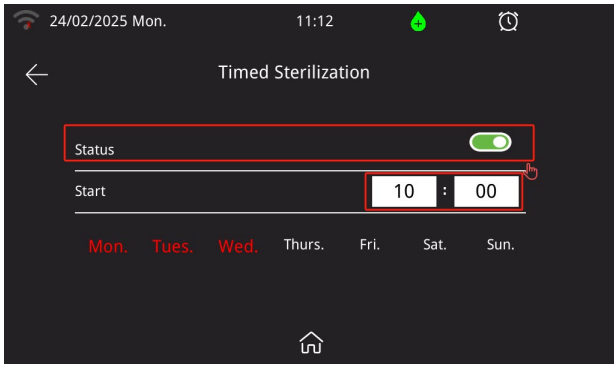 24/02/2025 Mon. 11:12
Timed Sterilization
Status
Start 10 : 00
Mon. Tues. Wed. Thurs. Fri. Sat. Sun.